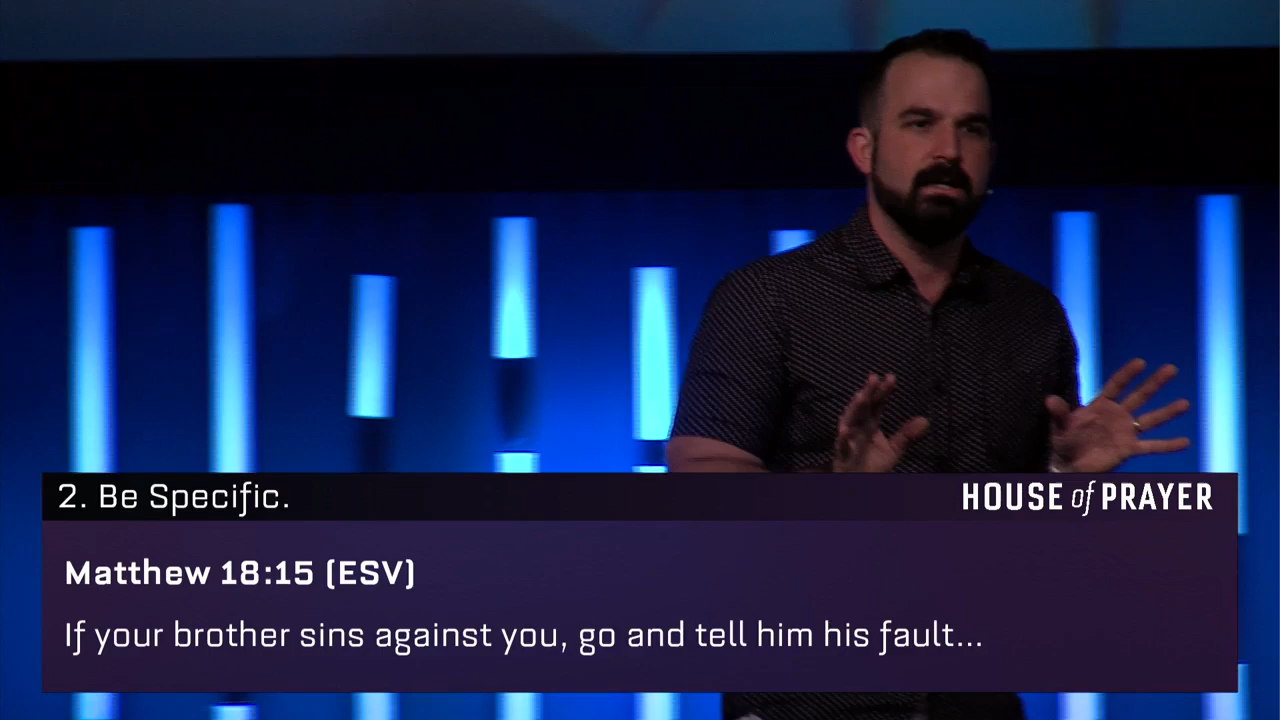 2. Be Specific.
HOUSE of PRAYER
Matthew 18:15 (ESV)
If your brother sins against you, go and tell him his fault...